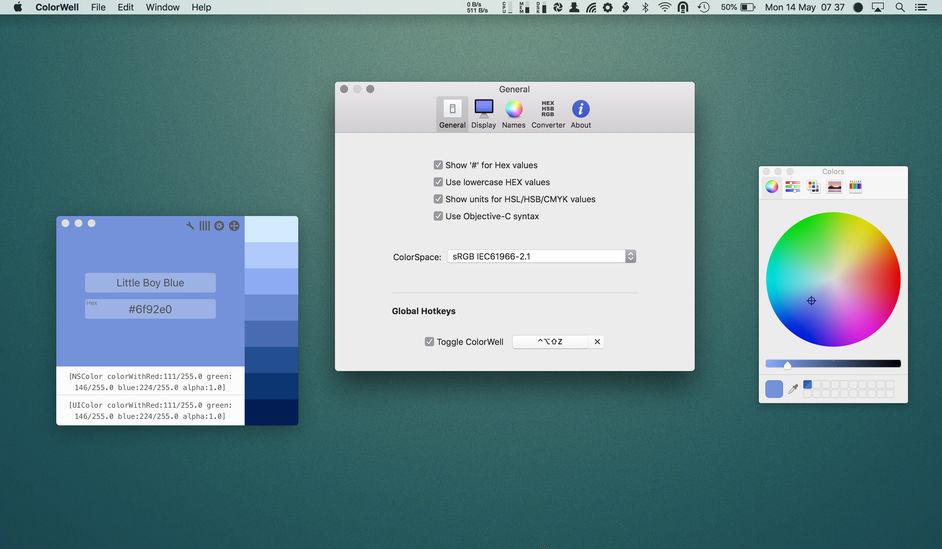 ColorWell File Edit Window Help
0 B/s
511 B/s
50%
Mon 14 May 07 37
General
General Display Names Converter About
HEX
HSB
RGB
Show '#' for Hex values
Use lowercase HEX values
Show units for HSL/HSB/CMYK values
Use Objective-C syntax
ColorSpace: sRGB IEC61966-2.1
Global Hotkeys
Toggle ColorWell ^⌥⇧Z
Little Boy Blue
Hex
#6f92e0
[NSColor colorWithRed:111/255.0 green:
146/255.0 blue:224/255.0 alpha:1.0]
[UIColor colorWithRed:111/255.0 green:
146/255.0 blue:224/255.0 alpha:1.0]
Colors